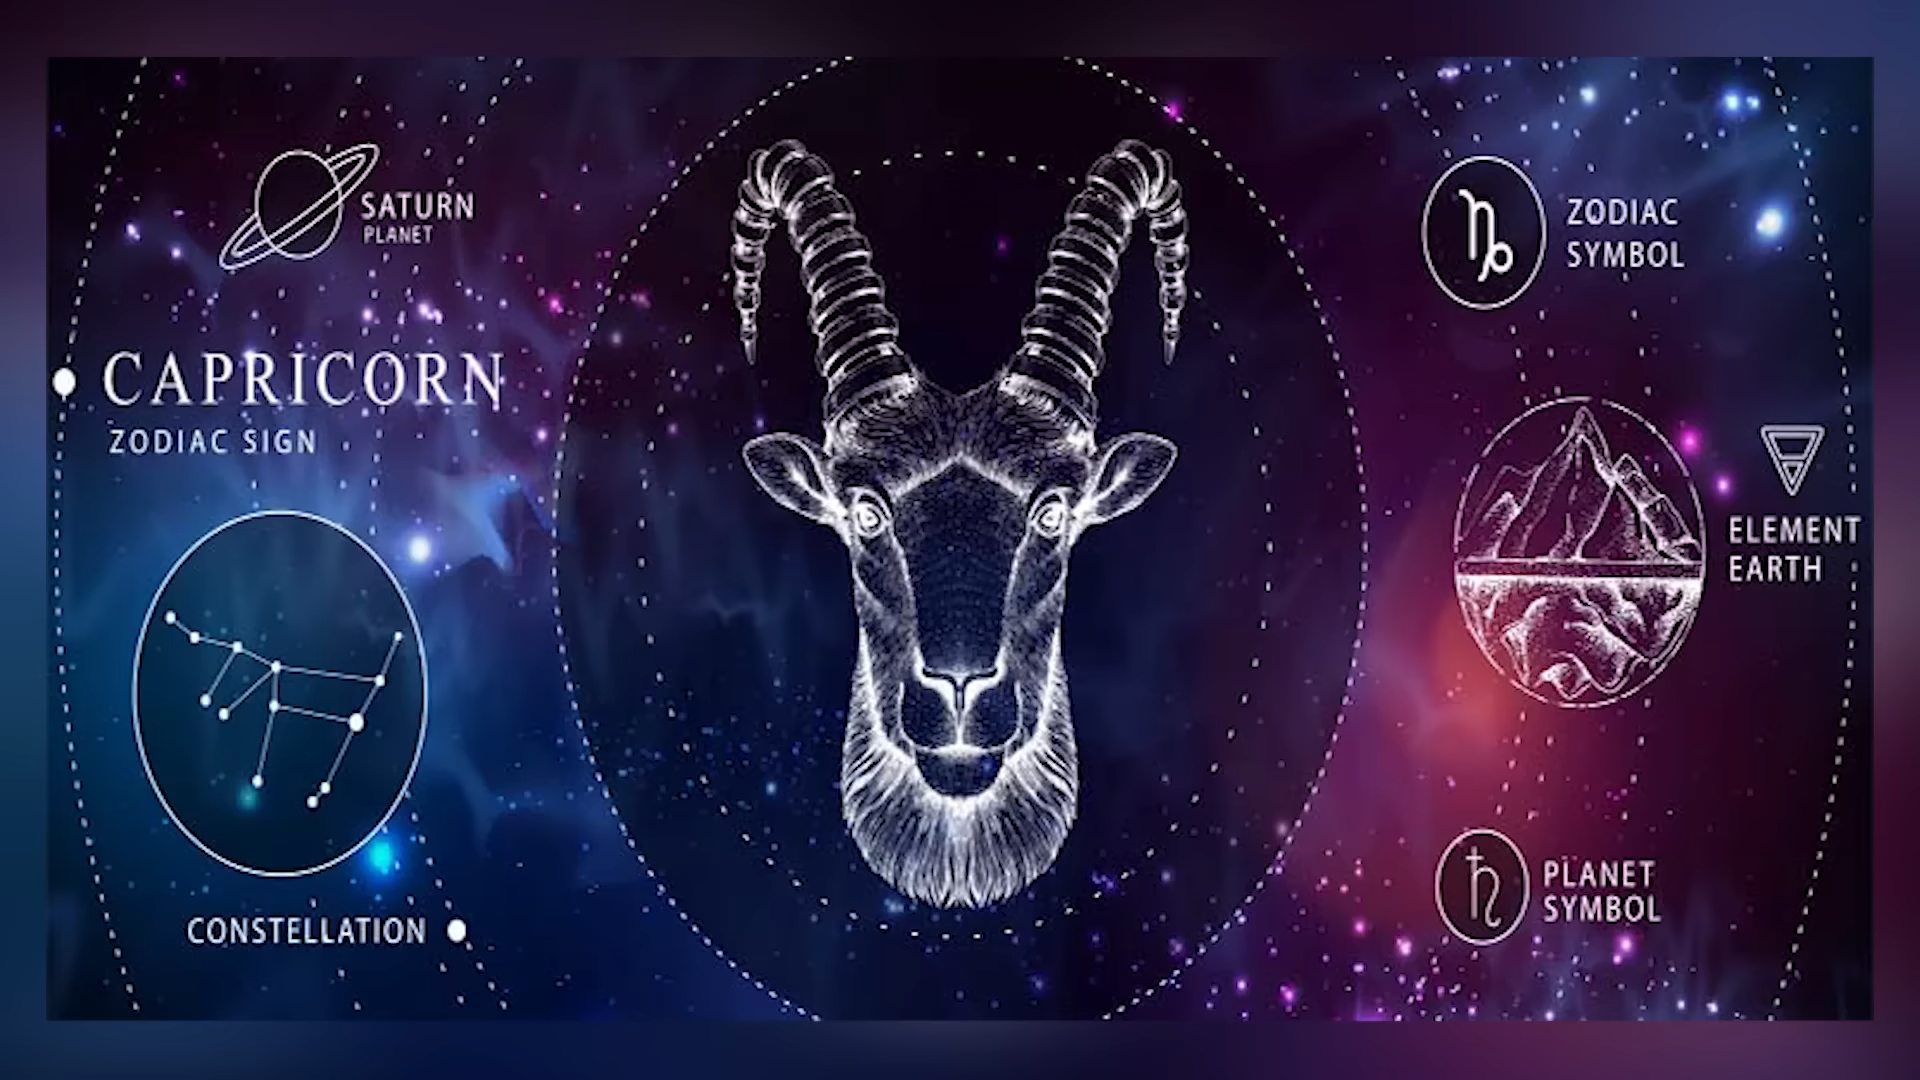 SATURN
PLANET
CAPRICORN
ZODIAC SIGN
CONSTELLATION
ZODIAC
SYMBOL
ELEMENT
EARTH
PLANET
SYMBOL